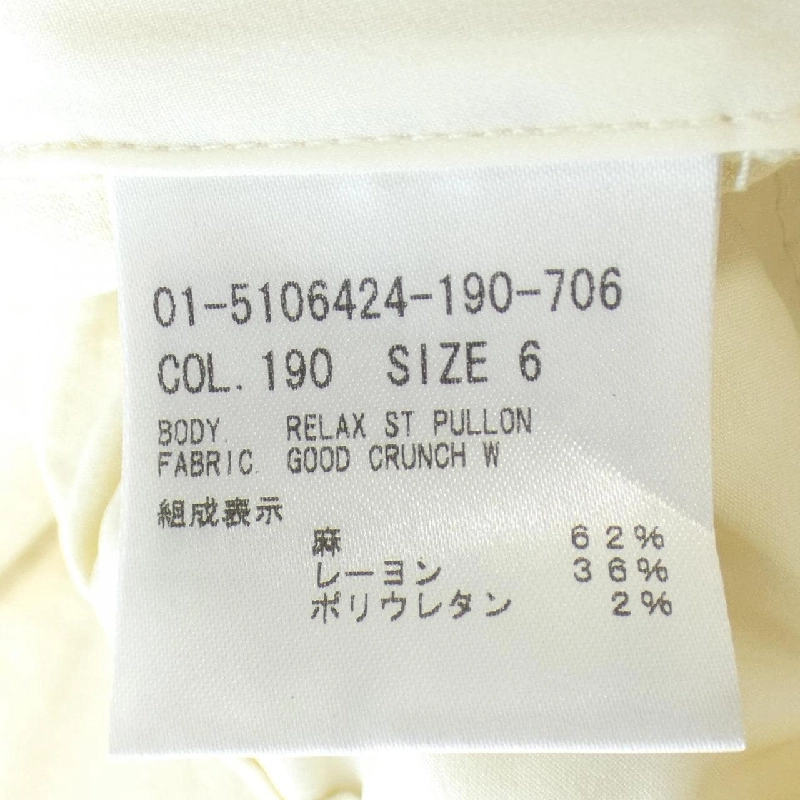 01-5106424-190-706
COL. 190 SIZE 6
BODY. RELAX ST PULLON
FABRIC. GOOD CRUNCH W
組成表示
麻 62%
レーヨン 36%
ポリウレタン 2%